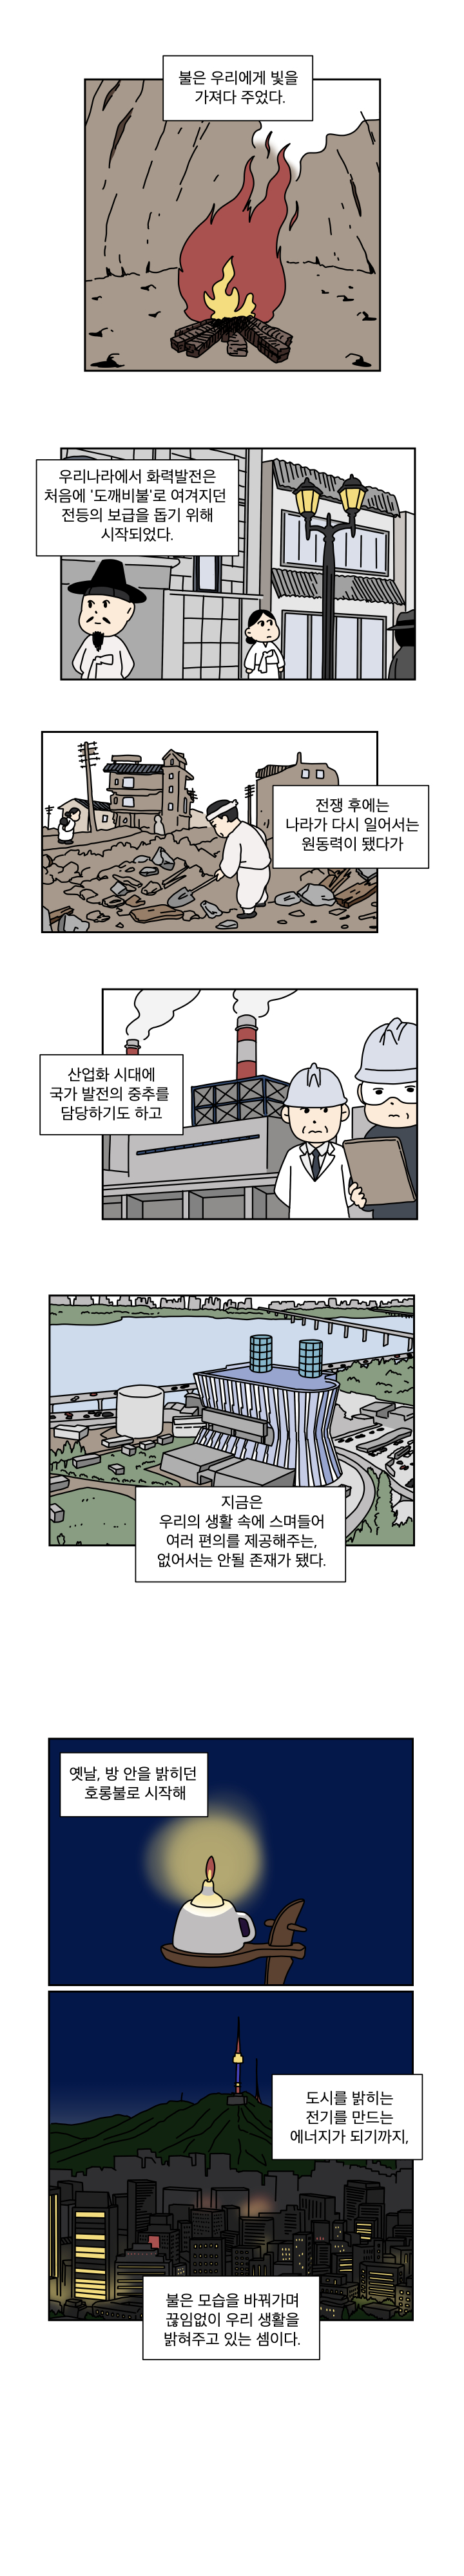 불은 우리에게 빛을
가져다 주었다.
우리나라에서 화력발전은
처음에 '도깨비불'로 여겨지던
전등의 보급을 돕기 위해
시작되었다.
전쟁 후에는
나라가 다시 일어서는
원동력이 됐다가
산업화 시대에
국가 발전의 중추를
담당하기도 하고
지금은
우리의 생활 속에 스며들어
여러 편의를 제공해주는,
없어서는 안될 존재가 됐다.
옛날, 방 안을 밝히던
호롱불로 시작해
도시를 밝히는
전기를 만드는
에너지가 되기까지,
불은 모습을 바꿔가며
끊임없이 우리 생활을
밝혀주고 있는 셈이다.